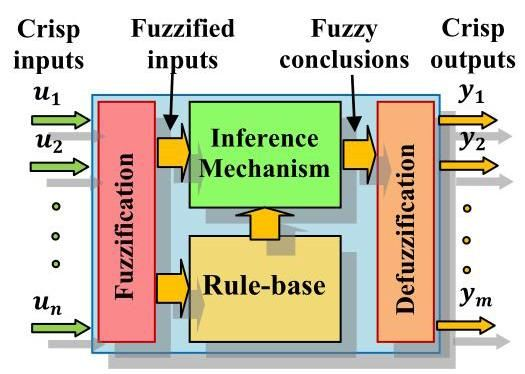 Crisp
inputs
Fuzzified
inputs
Fuzzy
conclusions
Crisp
outputs
u1
u2
un
Fuzzification
Inference
Mechanism
Rule-base
Defuzzification
y1
y2
ym